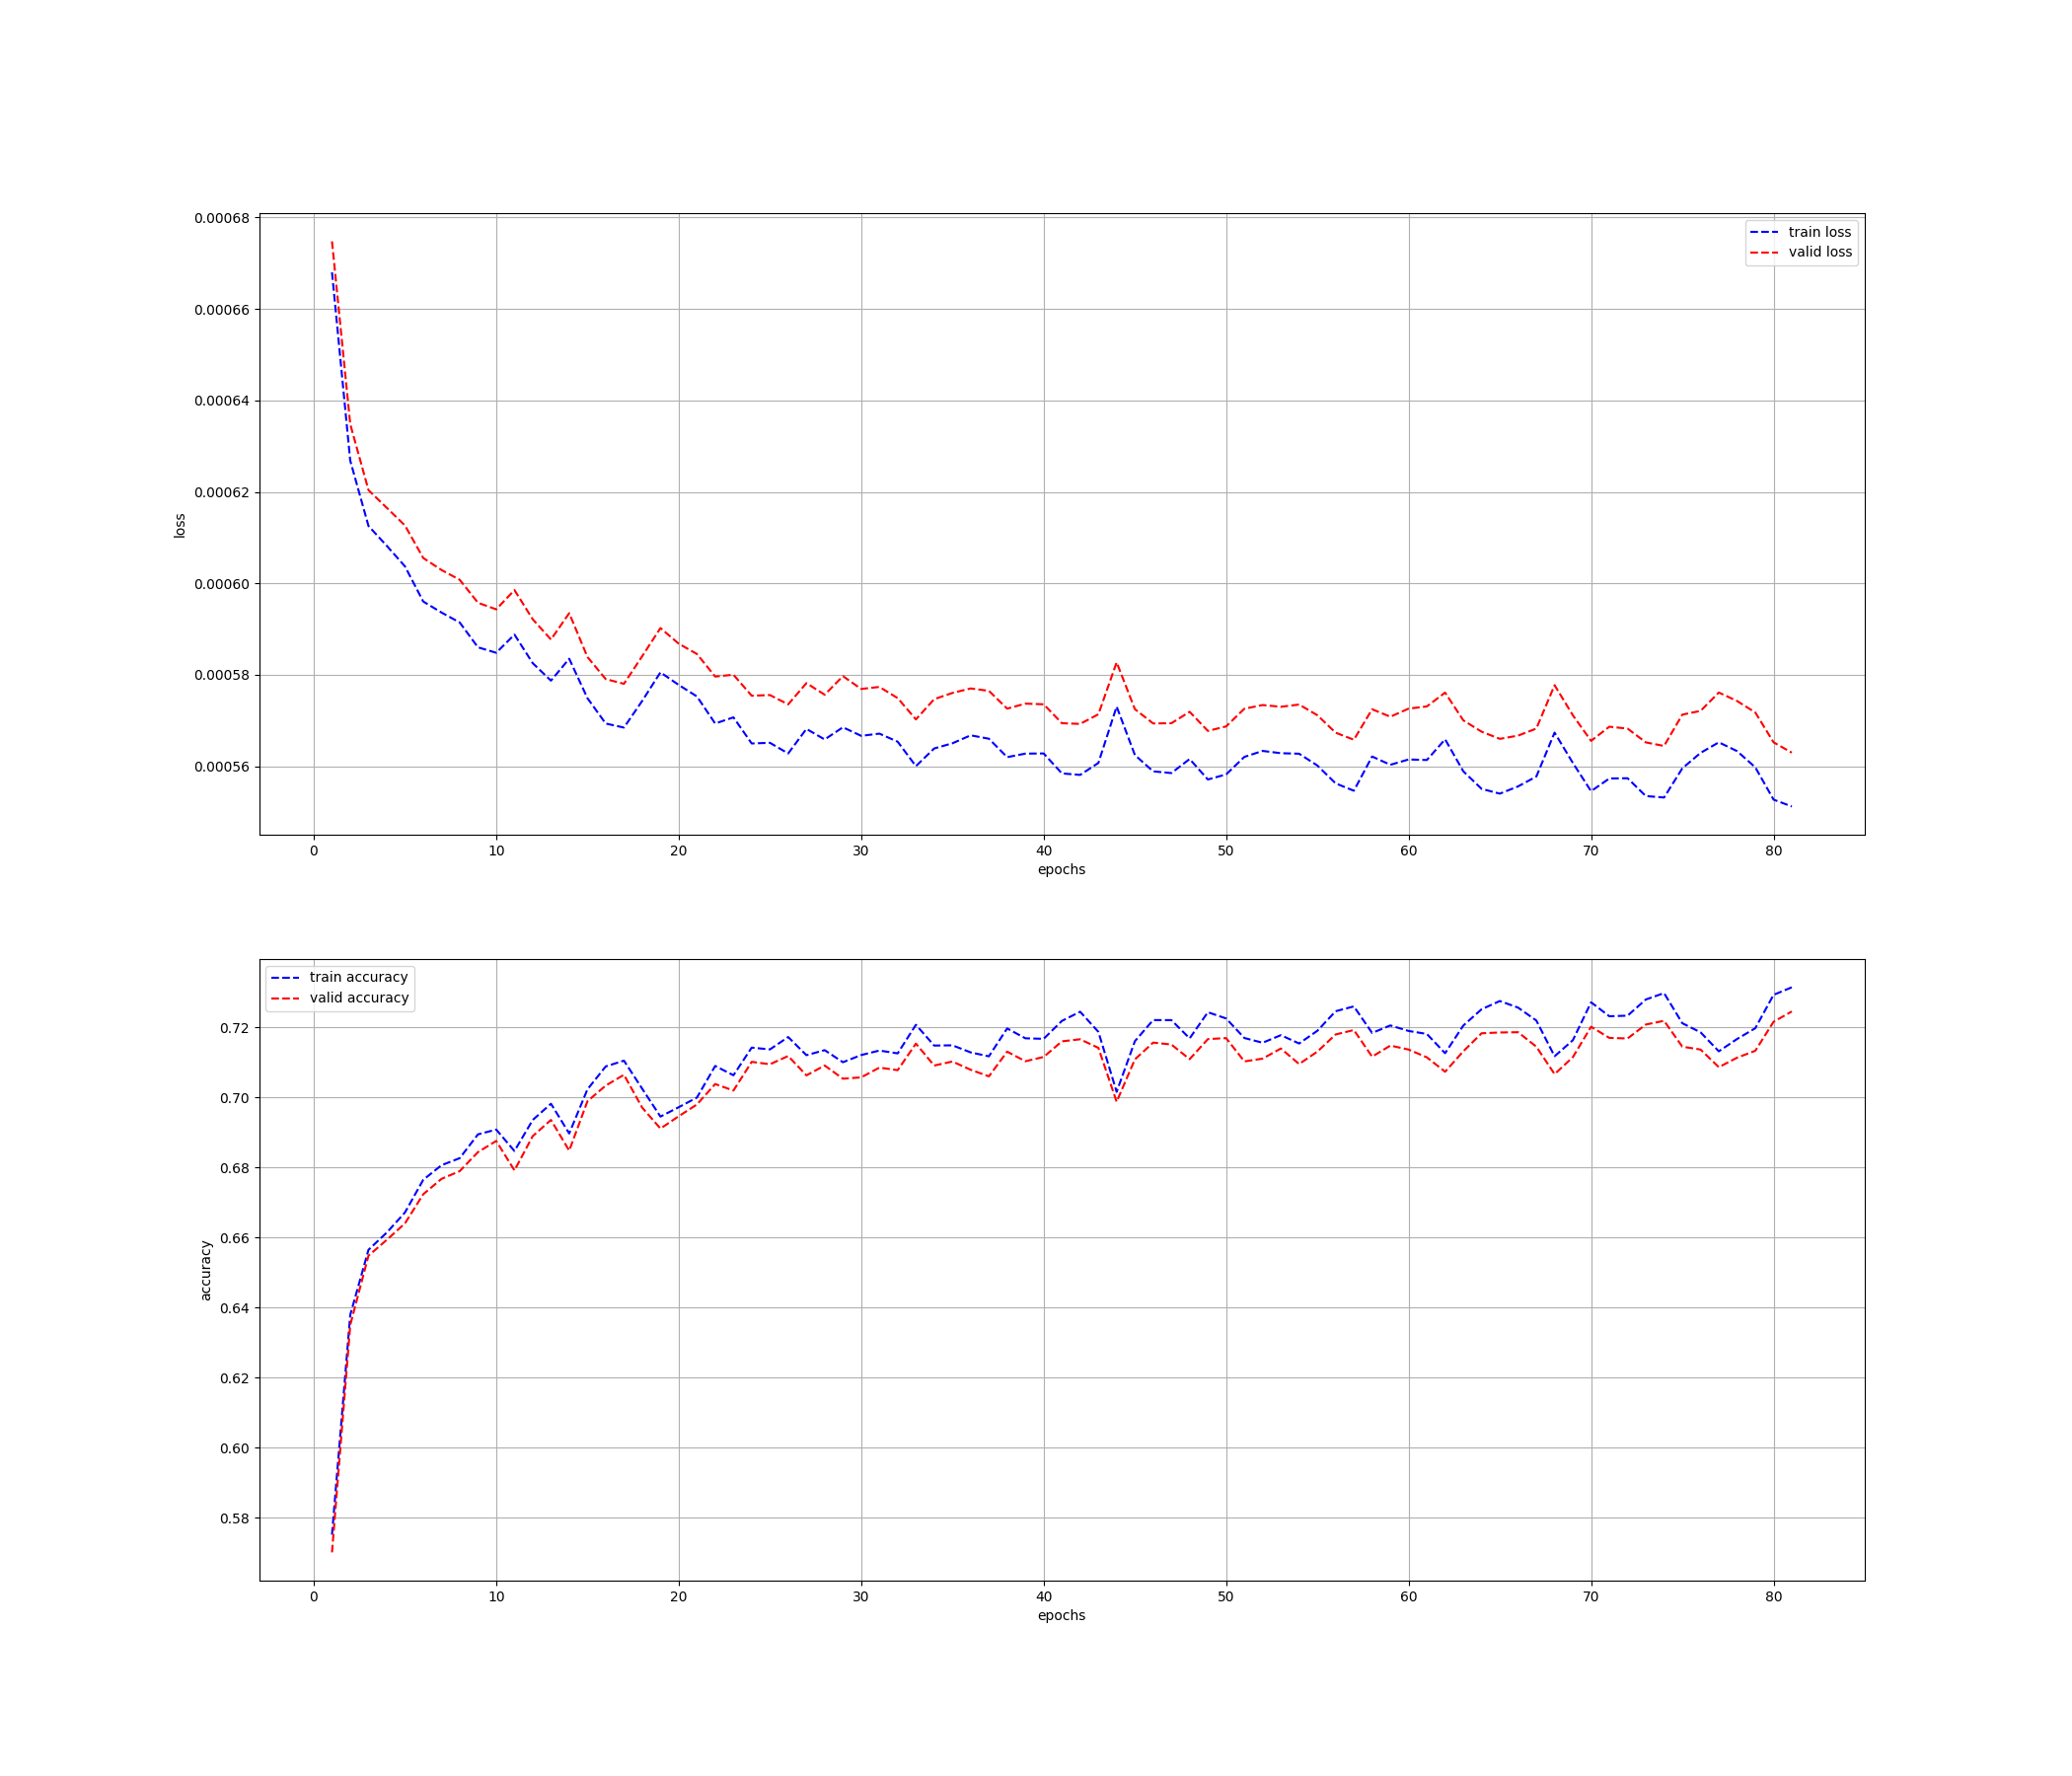 0.00068
0.00066
0.00064
0.00062
0.00060
0.00058
0.00056
loss
train loss
valid loss
0 10 20 30 40 50 60 70 80
epochs
train accuracy
valid accuracy
0.72
0.70
0.68
0.66
0.64
0.62
0.60
0.58
accuracy
0 10 20 30 40 50 60 70 80
epochs